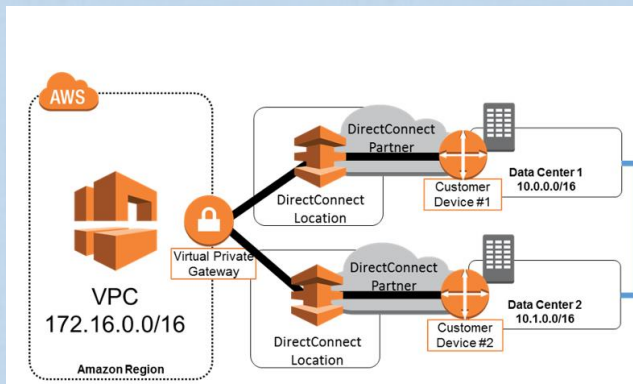 AWS
VPC
172.16.0.0/16
Amazon Region
Virtual Private
Gateway
DirectConnect
Partner
DirectConnect
Location
Customer
Device #1
Data Center 1
10.0.0.0/16
DirectConnect
Partner
DirectConnect
Location
Customer
Device #2
Data Center 2
10.1.0.0/16